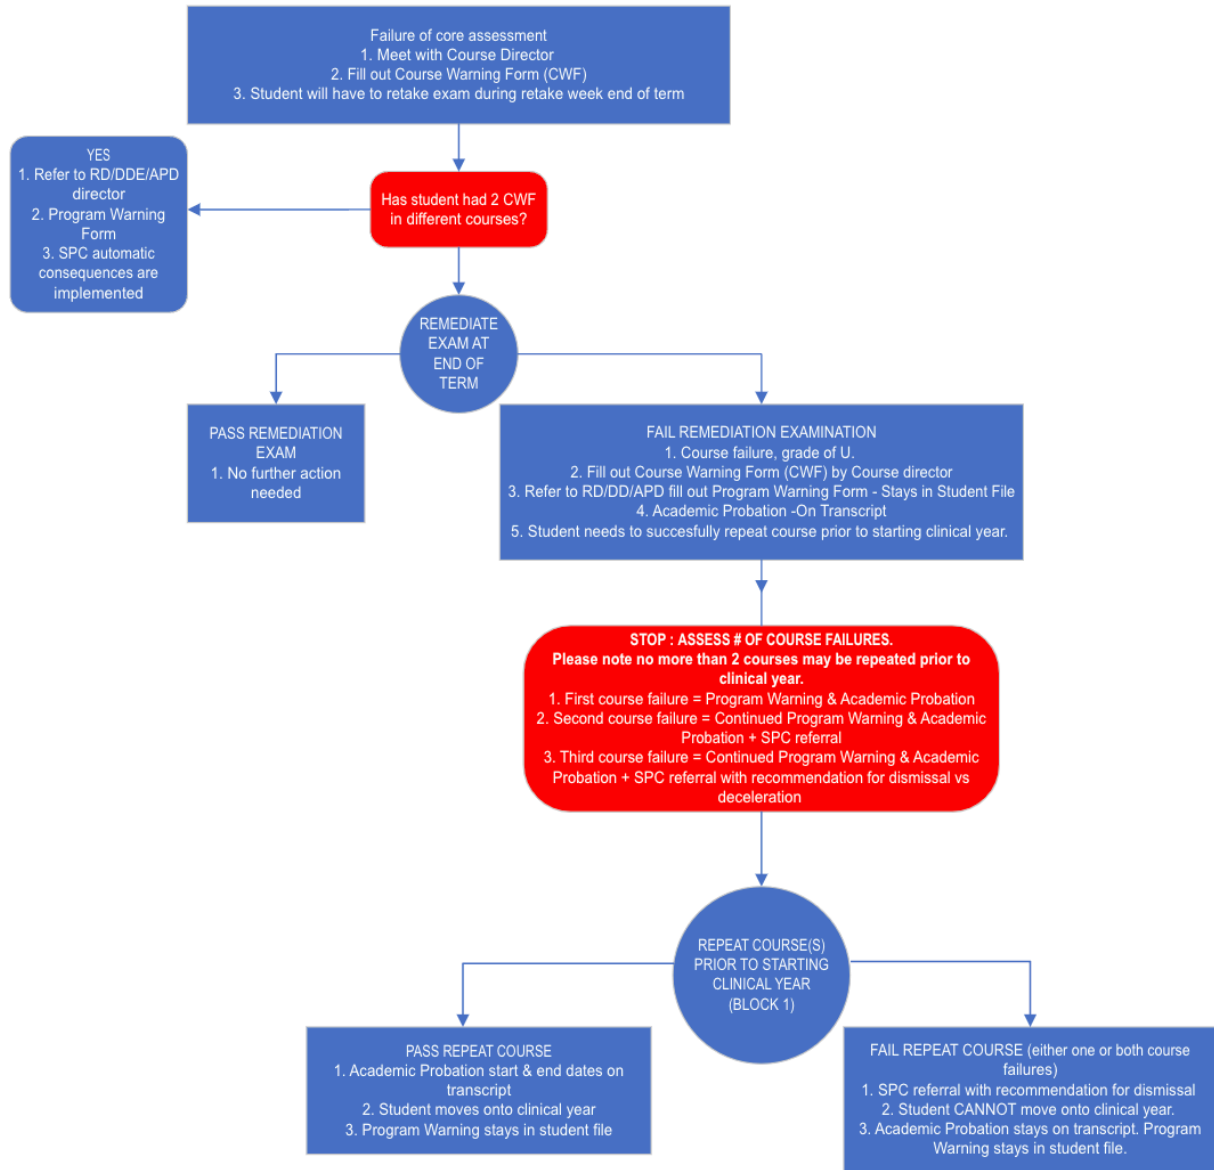 Failure of core assessment
1. Meet with Course Director
2. Fill out Course Warning Form (CWF)
3. Student will have to retake exam during retake week end of term
YES
1. Refer to RD/DDE/APD
director
2. Program Warning
Form
3. SPC automatic
consequences are
implemented
Has student had 2 CWF
in different courses?
REMEDIATE
EXAM AT
END OF
TERM
PASS REMEDIATION
EXAM
1. No further action
needed
FAIL REMEDIATION EXAMINATION
1. Course failure, grade of U.
2. Fill out Course Warning Form (CWF) by Course director
3. Refer to RD/DD/APD fill out Program Warning Form - Stays in Student File
4. Academic Probation -On Transcript
5. Student needs to succesfully repeat course prior to starting clinical year.
STOP : ASSESS # OF COURSE FAILURES.
Please note no more than 2 courses may be repeated prior to
clinical year.
1. First course failure = Program Warning & Academic Probation
2. Second course failure = Continued Program Warning & Academic
Probation + SPC referral
3. Third course failure = Continued Program Warning & Academic
Probation + SPC referral with recommendation for dismissal vs
deceleration
REPEAT COURSE(S)
PRIOR TO STARTING
CLINICAL YEAR
(BLOCK 1)
PASS REPEAT COURSE
1. Academic Probation start & end dates on
transcript
2. Student moves onto clinical year
3. Program Warning stays in student file
FAIL REPEAT COURSE (either one or both course
failures)
1. SPC referral with recommendation for dismissal
2. Student CANNOT move onto clinical year.
3. Academic Probation stays on transcript. Program
Warning stays in student file.